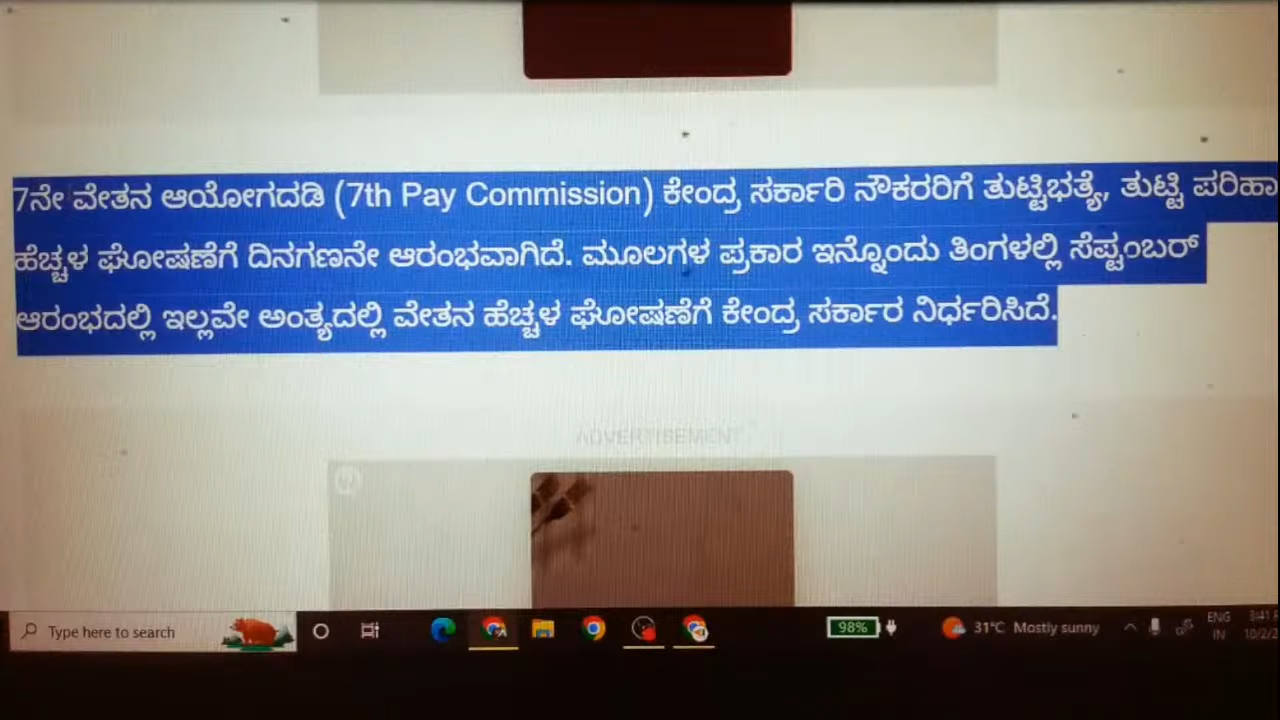 7ನೇ ವೇತನ ಆಯೋಗದಡಿ (7th Pay Commission) ಕೇಂದ್ರ ಸರ್ಕಾರಿ ನೌಕರರಿಗೆ ತುಟ್ಟಿಭತ್ಯೆ, ತುಟ್ಟಿ
ಹೆಚ್ಚಳ ಘೋಷಣೆಗೆ ದಿನಗಣನೇ ಆರಂಭವಾಗಿದೆ. ಮೂಲಗಳ ಪ್ರಕಾರ ಇನ್ನೊಂದು ತಿಂಗಳಲ್ಲಿ ಸೆಪ್ಟಂಬರ್
ಆರಂಭದಲ್ಲಿ ಇಲ್ಲವೇ ಅಂತ್ಯದಲ್ಲಿ ವೇತನ ಹೆಚ್ಚಳ ಘೋಷಣೆಗೆ ಕೇಂದ್ರ ಸರ್ಕಾರ ನಿರ್ಧರಿಸಿದೆ.
ADVERTISEMENT
Type here to search 98% 31°C Mostly sunny ENG
IN